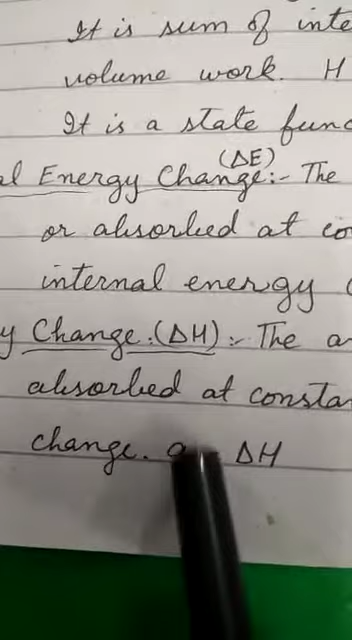 It is sum of inte
volume work. H
It is a state func
(ΔE)
al Energy Change:- The
or absorbed at co
internal energy (
y Change.(ΔH):- The a
absorbed at consta
change. ΔH